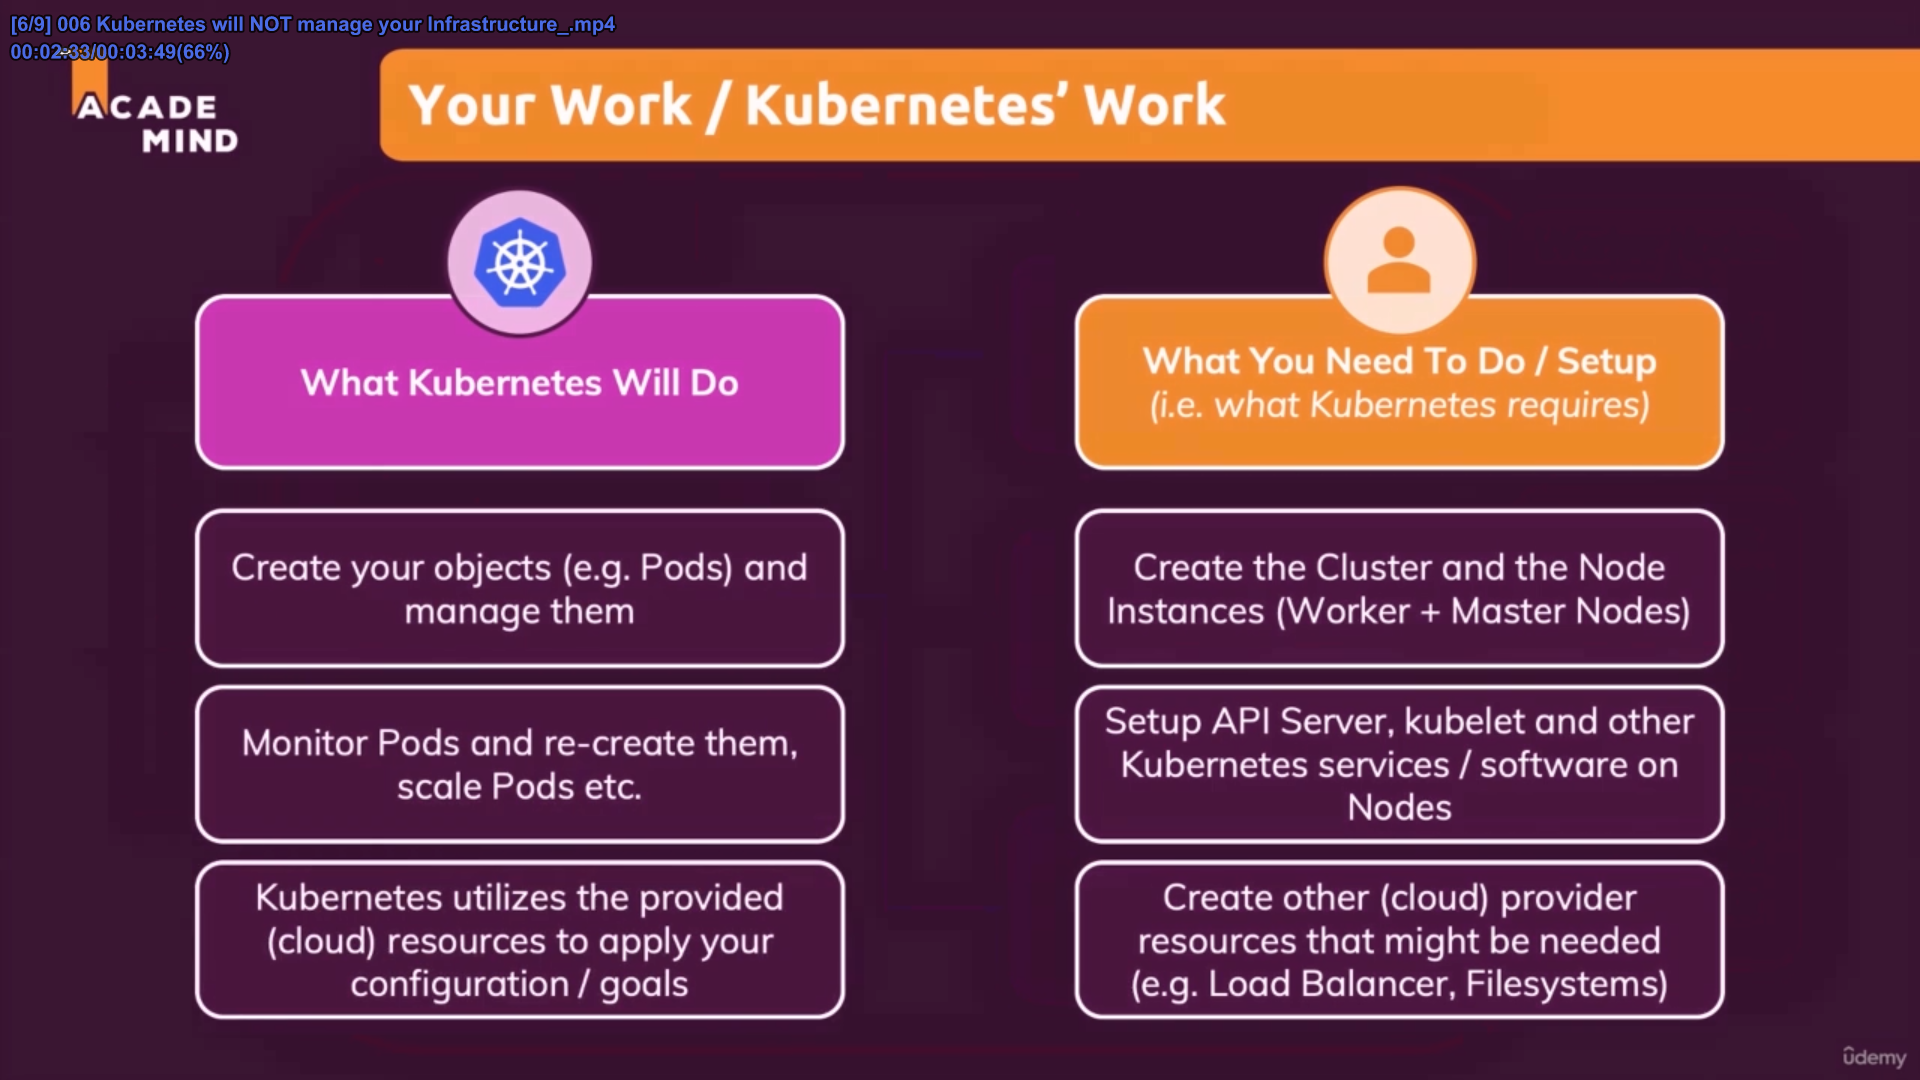 [6/9] 006 Kubernetes will NOT manage your Infrastructure_.mp4
00:02:33/00:03:49(66%)
ACADE
MIND
Your Work / Kubernetes’ Work
What Kubernetes Will Do
Create your objects (e.g. Pods) and
manage them
Monitor Pods and re-create them,
scale Pods etc.
Kubernetes utilizes the provided
(cloud) resources to apply your
configuration / goals
What You Need To Do / Setup
(i.e. what Kubernetes requires)
Create the Cluster and the Node
Instances (Worker + Master Nodes)
Setup API Server, kubelet and other
Kubernetes services / software on
Nodes
Create other (cloud) provider
resources that might be needed
(e.g. Load Balancer, Filesystems)
ûdemy